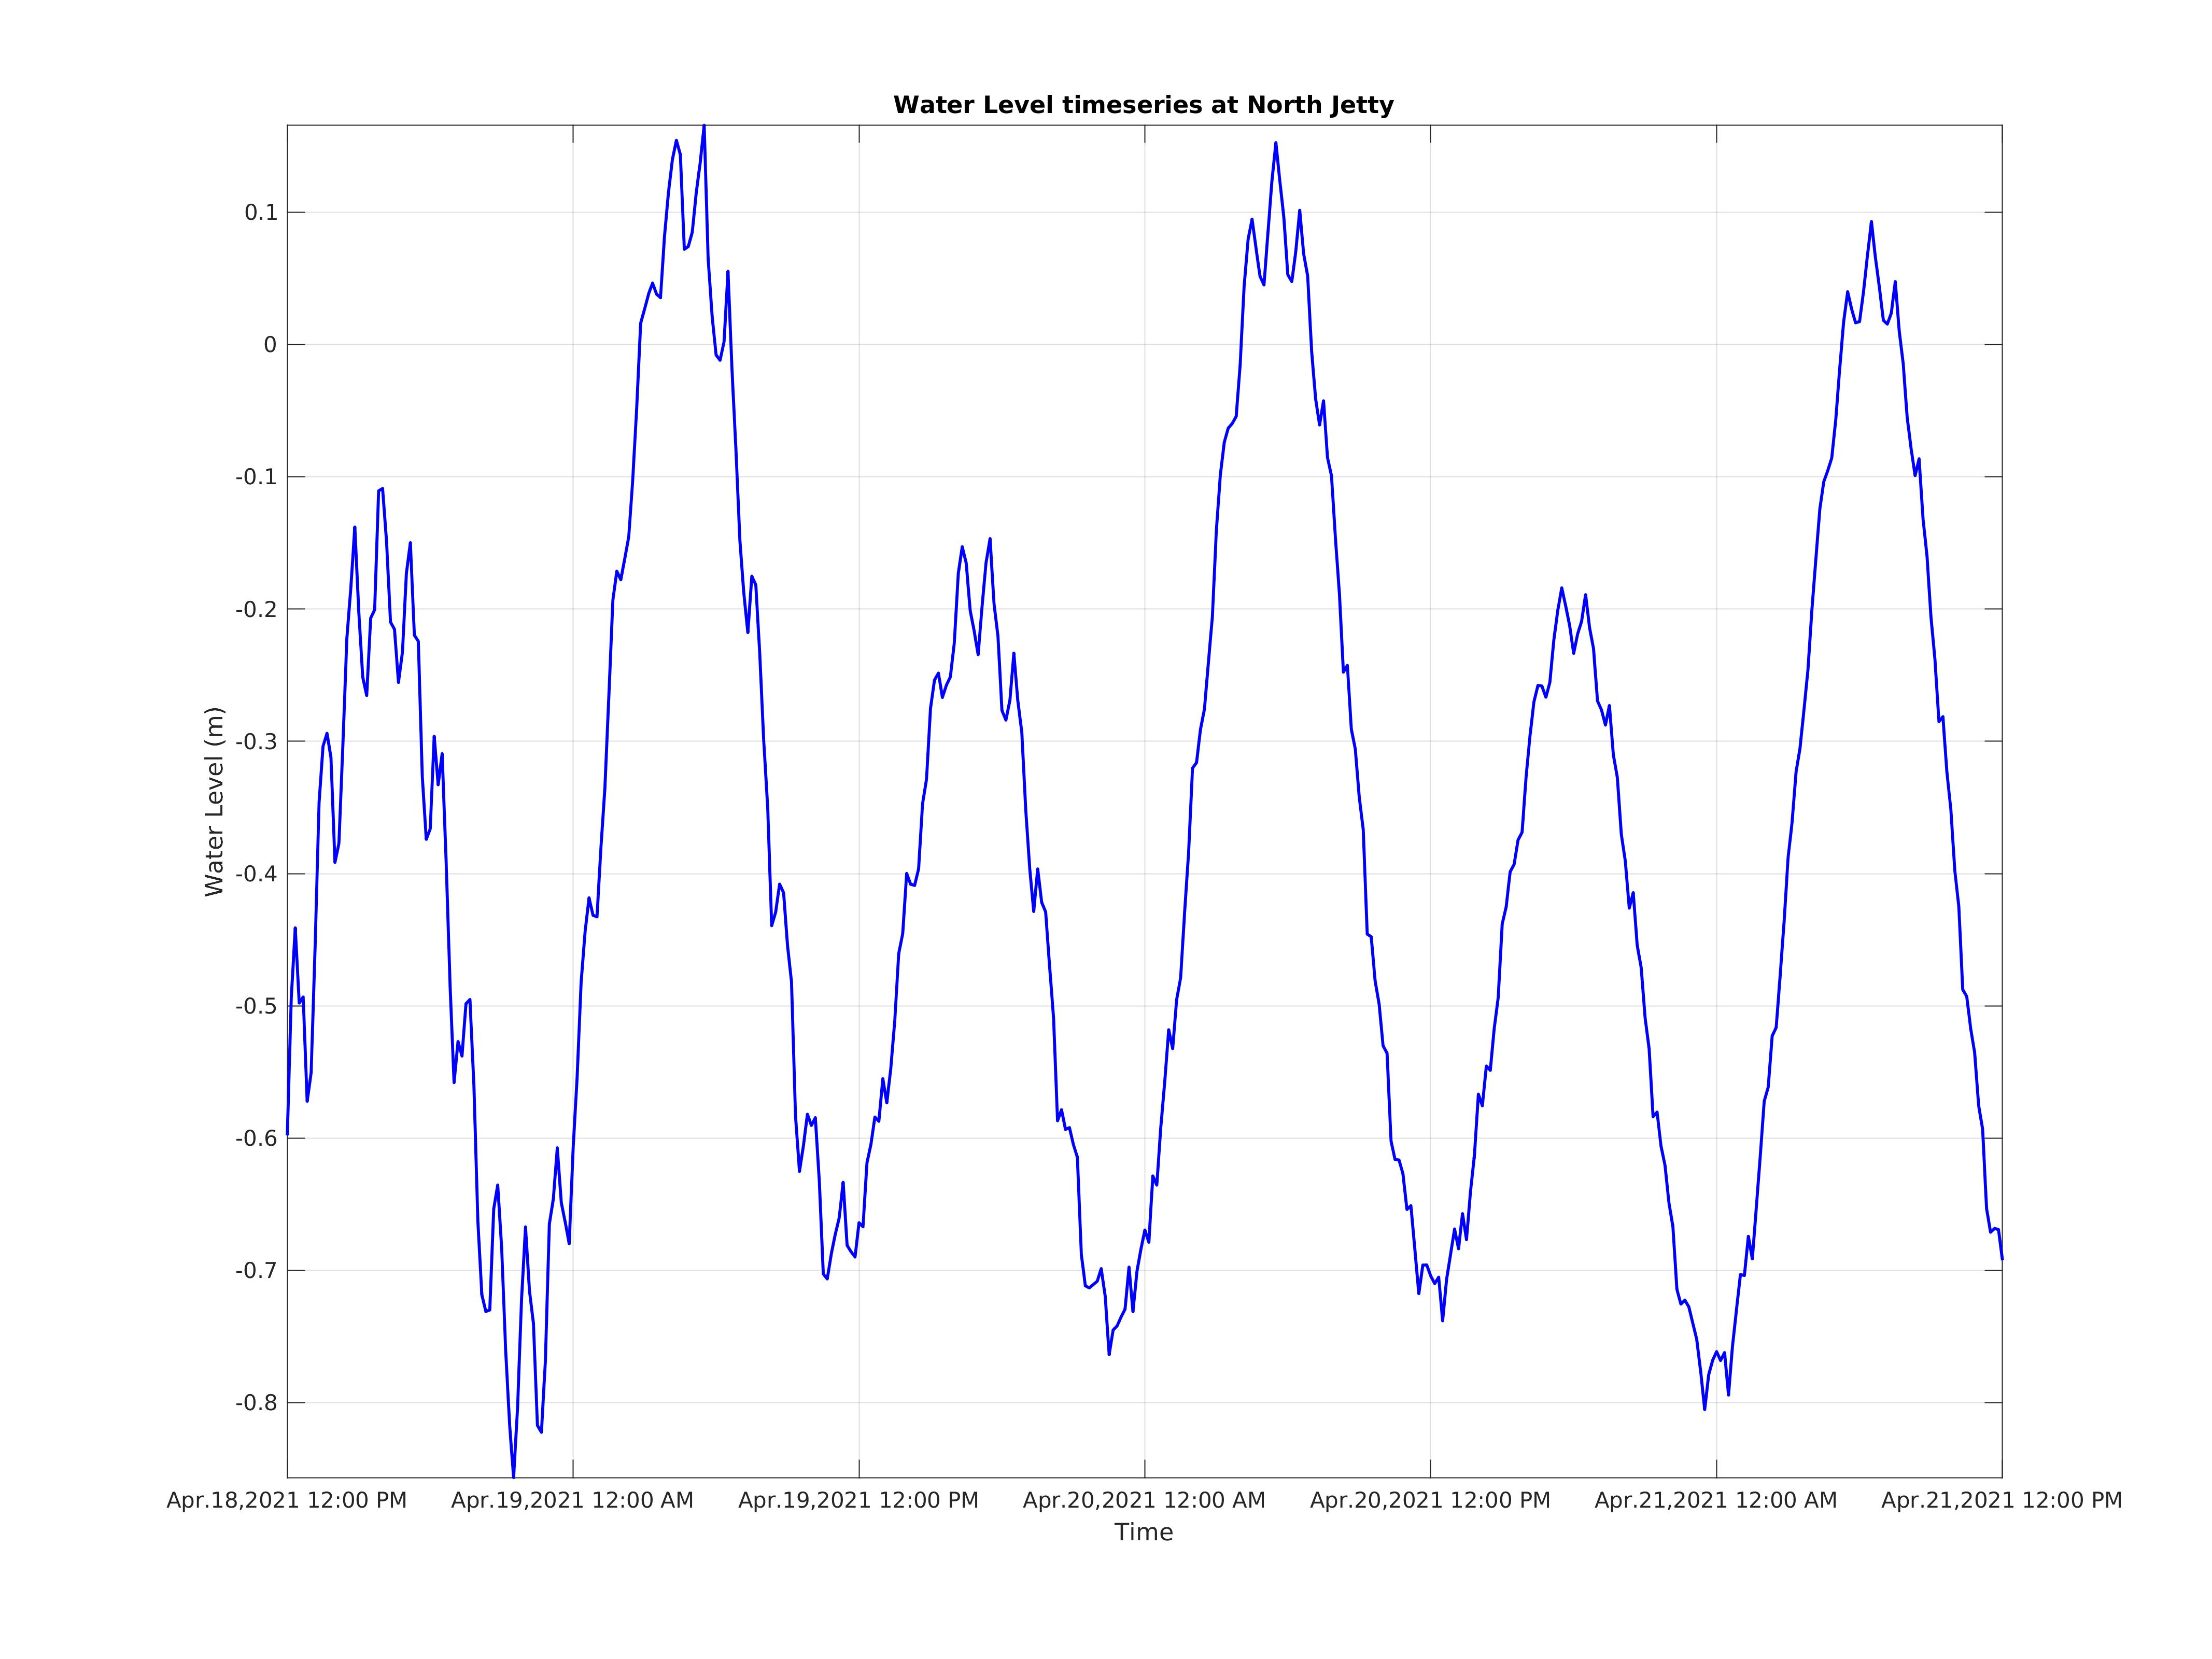 Water Level timeseries at North Jetty
0.1
0
-0.1
-0.2
-0.3
-0.4
-0.5
-0.6
-0.7
-0.8
Water Level (m)
Apr.18,2021 12:00 PM Apr.19,2021 12:00 AM Apr.19,2021 12:00 PM Apr.20,2021 12:00 AM Apr.20,2021 12:00 PM Apr.21,2021 12:00 AM Apr.21,2021 12:00 PM
Time